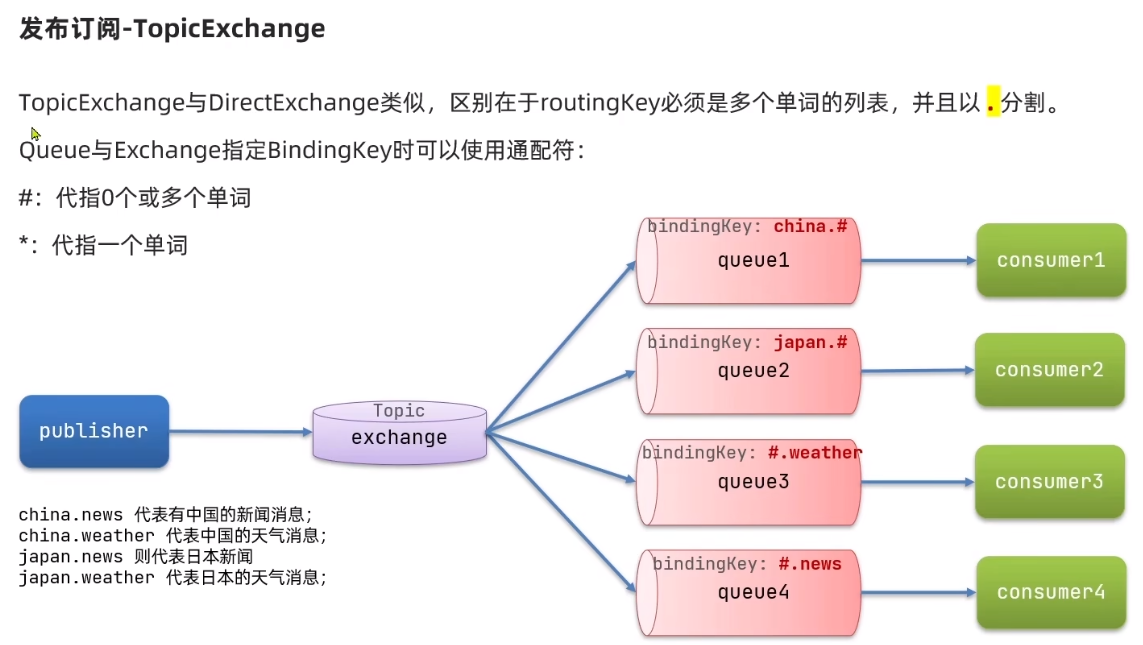 发布订阅-TopicExchange
TopicExchange与DirectExchange类似，区别在于routingKey必须是多个单词的列表，并且以 . 分割。
Queue与Exchange指定BindingKey时可以使用通配符：
#：代指0个或多个单词
*：代指一个单词
bindingKey: china.#
queue1
consumer1
bindingKey: japan.#
queue2
consumer2
publisher
Topic
exchange
bindingKey: #.weather
queue3
consumer3
bindingKey: #.news
queue4
consumer4
china.news 代表有中国的新闻消息；
china.weather 代表中国的天气消息；
japan.news 则代表日本新闻
japan.weather 代表日本的天气消息；